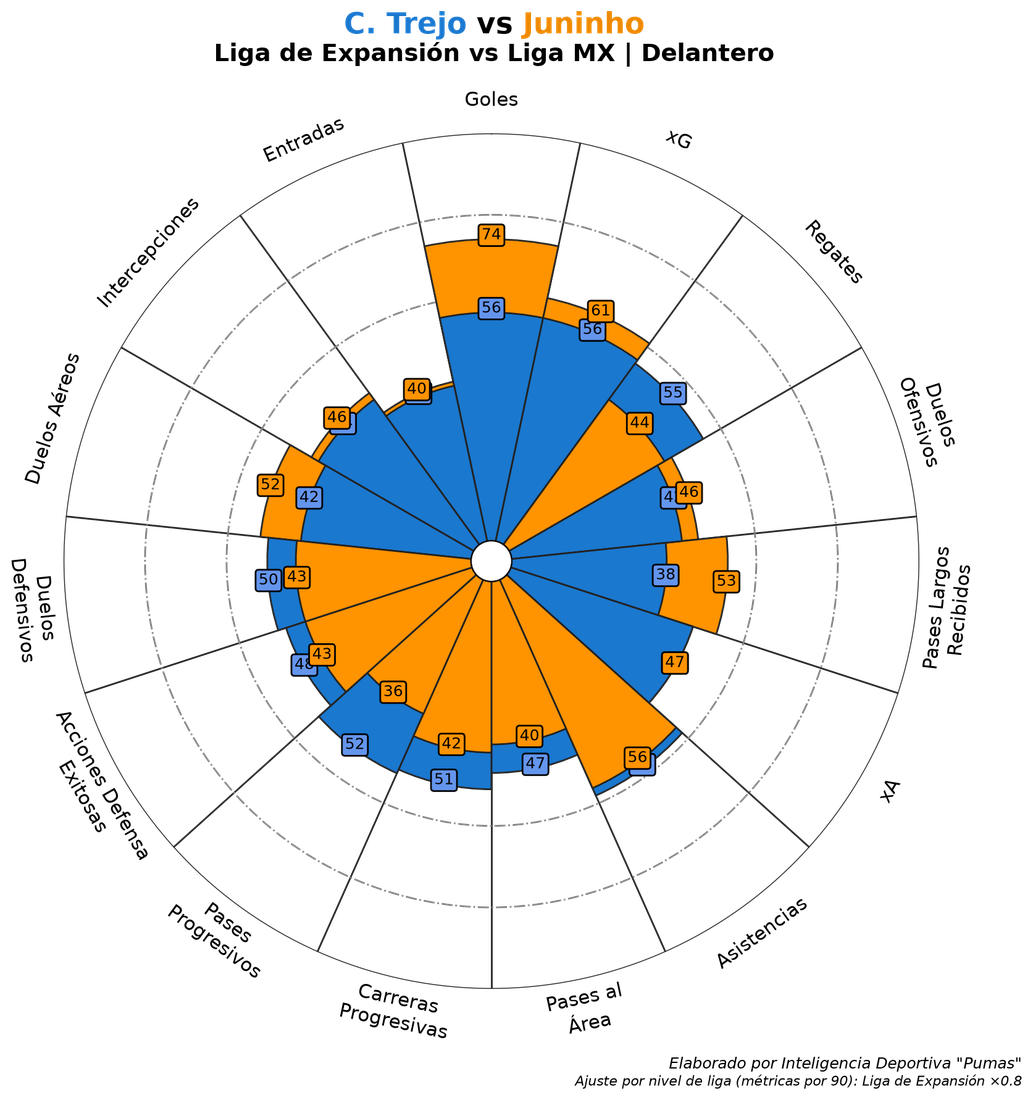 C. Trejo vs Juninho
Liga de Expansión vs Liga MX | Delantero
Goles
xG
Regates
Duelos
Ofensivos
Pases Largos
Recibidos
xA
Asistencias
Pases al
Área
Carreras
Progresivas
Pases
Progresivos
Acciones Defensa
Exitosas
Duelos
Defensivos
Duelos Aéreos
Intercepciones
Entradas
74
56
61
56
55
44
46
38
53
47
56
40
47
42
51
36
52
43
48
43
50
42
52
46
40
Elaborado por Inteligencia Deportiva "Pumas"
Ajuste por nivel de liga (métricas por 90): Liga de Expansión ×0.8